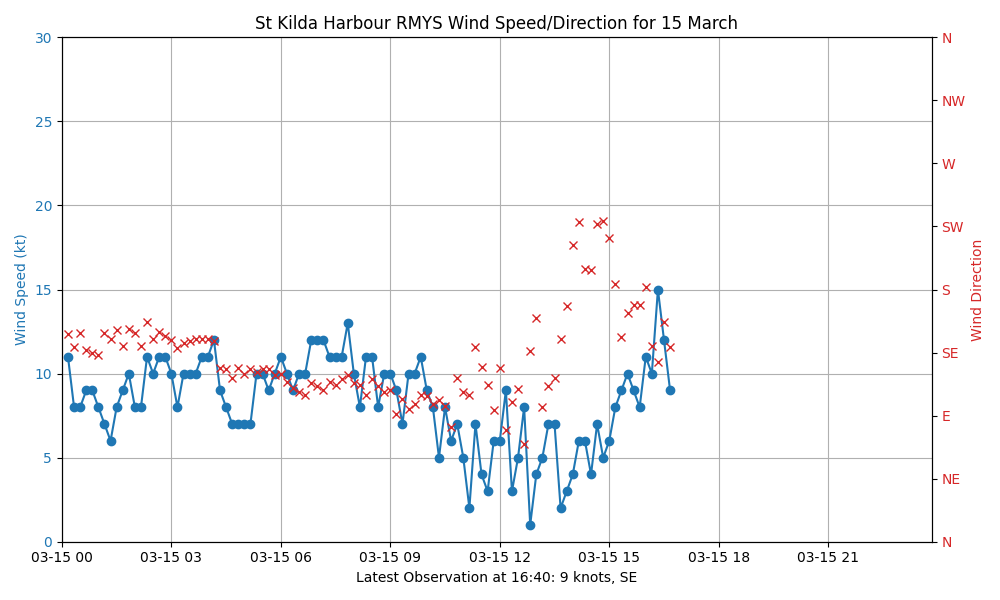 St Kilda Harbour RMYS Wind Speed/Direction for 15 March
30
25
20
15
10
5
0
Wind Speed (kt)
N
NW
W
SW
S
SE
E
NE
N
Wind Direction
03-15 00
03-15 03
03-15 06
03-15 09
03-15 12
03-15 15
03-15 18
03-15 21
Latest Observation at 16:40: 9 knots, SE